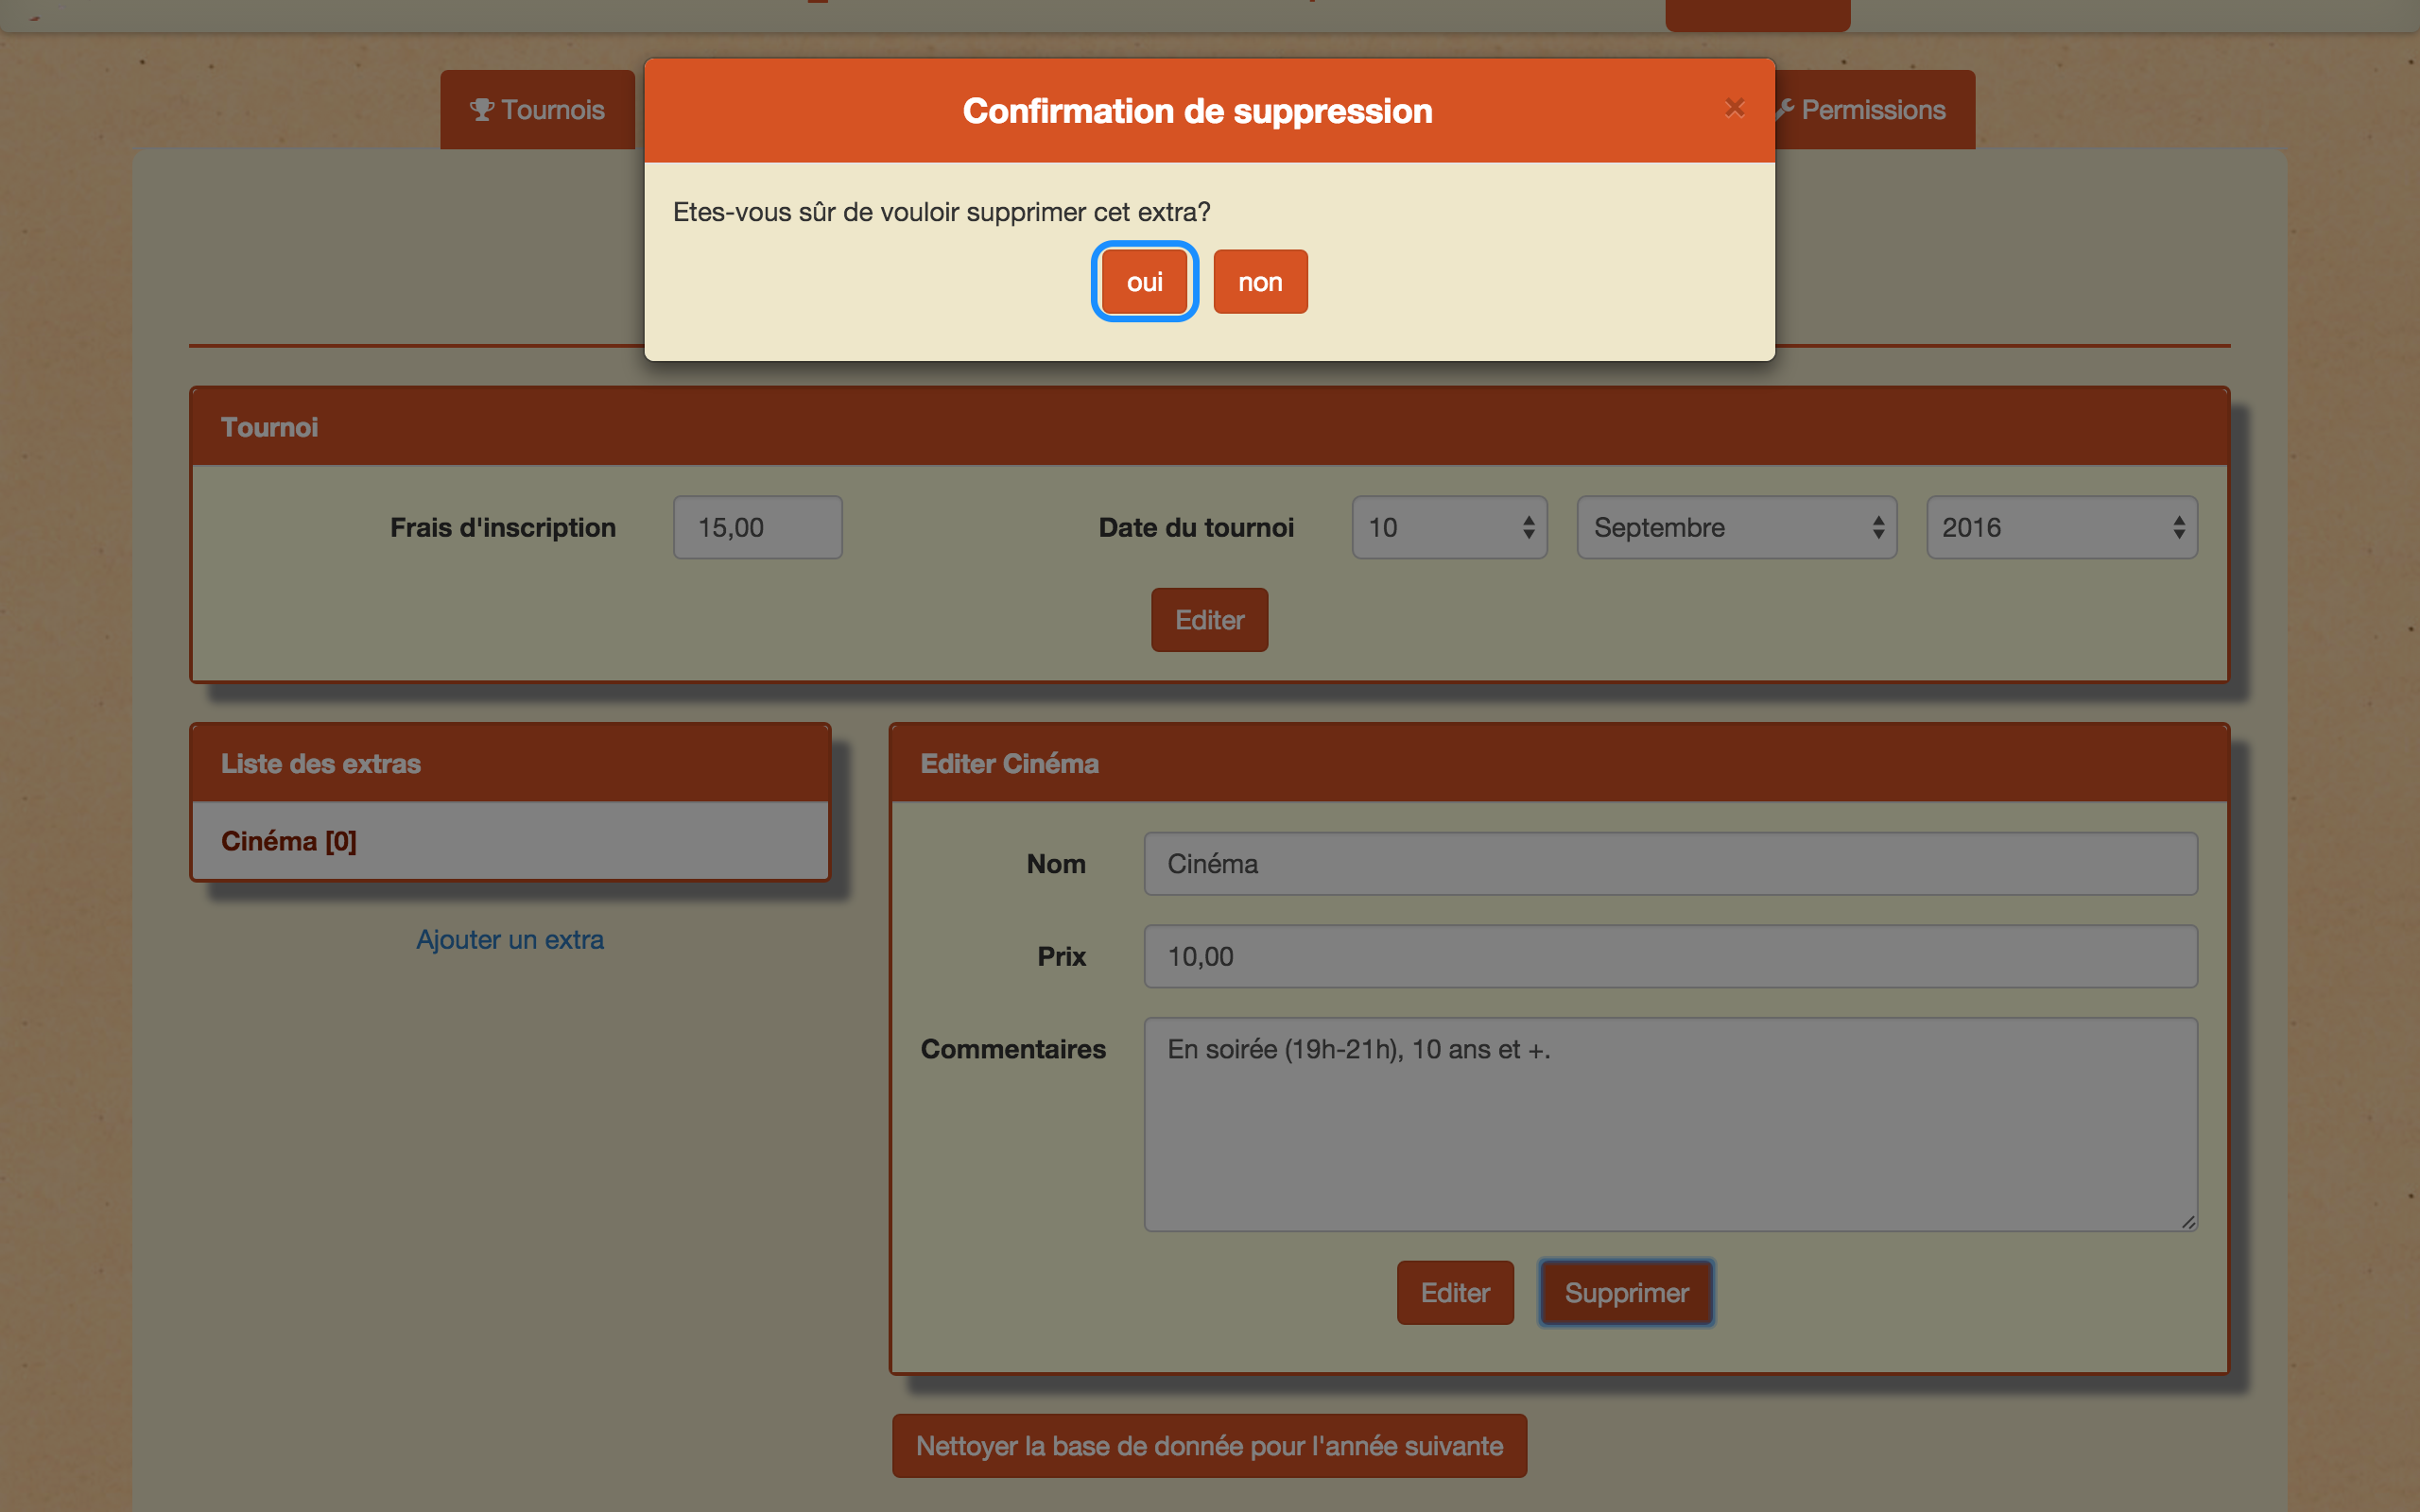 Tournois
Permissions
Confirmation de suppression
×
Etes-vous sûr de vouloir supprimer cet extra?
oui
non
Tournoi
Frais d'inscription
15,00
Date du tournoi
10
Septembre
2016
Editer
Liste des extras
Cinéma [0]
Ajouter un extra
Editer Cinéma
Nom
Cinéma
Prix
10,00
Commentaires
En soirée (19h-21h), 10 ans et +.
Editer
Supprimer
Nettoyer la base de donnée pour l'année suivante